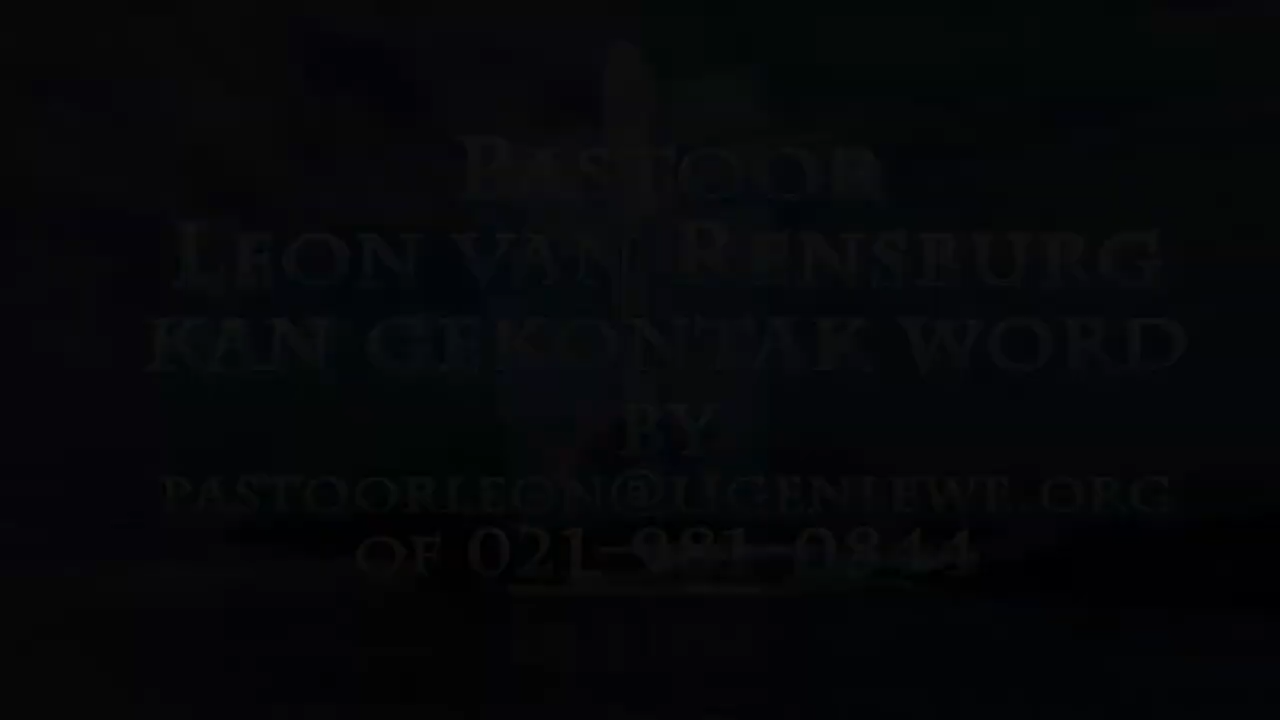 PASTOOR
LEON VAN RENSBURG
KAN GEKONTAK WORD
BY
OF 021-981-0844